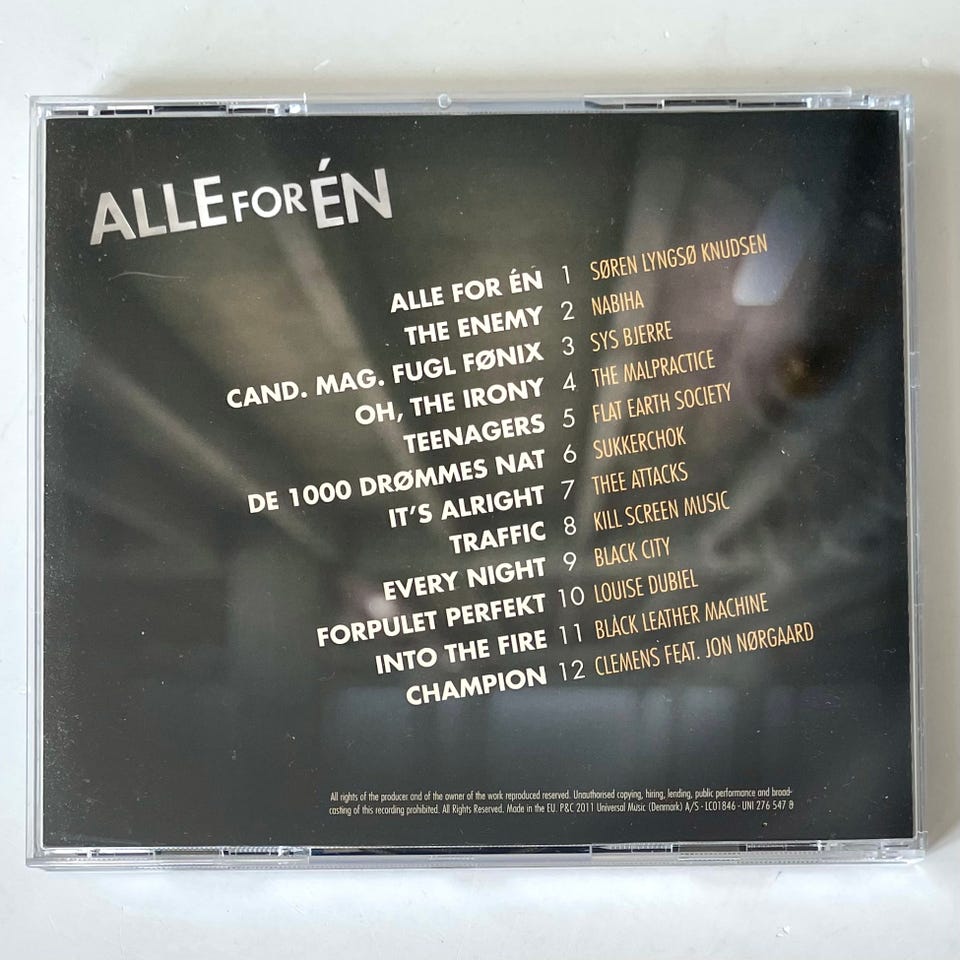 ALLE FOR ÉN
ALLE FOR ÉN 1 SØREN LYNGSØ KNUDSEN
THE ENEMY 2 NABIHA
CAND. MAG. FUGL FØNIX 3 SYS BJERRE
OH, THE IRONY 4 THE MALPRACTICE
TEENAGERS 5 FLAT EARTH SOCIETY
DE 1000 DRØMMES NAT 6 SUKKERCHOK
IT'S ALRIGHT 7 THEE ATTACKS
TRAFFIC 8 KILL SCREEN MUSIC
EVERY NIGHT 9 BLACK CITY
FORPULET PERFEKT 10 LOUISE DUBIEL
INTO THE FIRE 11 BLACK LEATHER MACHINE
CHAMPION 12 CLEMENS FEAT. JON NØRGAARD
All rights of the producer and of the owner of the work reproduced reserved. Unauthorised copying, hiring, lending, public performance and broad-
casting of this recording prohibited. All Rights Reserved. Made in the EU. P&C 2011 Universal Music (Denmark) A/S - LC01846 - UNI 276 547 8